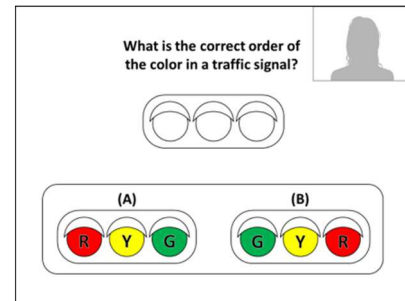 What is the correct order of
the color in a traffic signal?
(A) (B)
R Y G G Y R